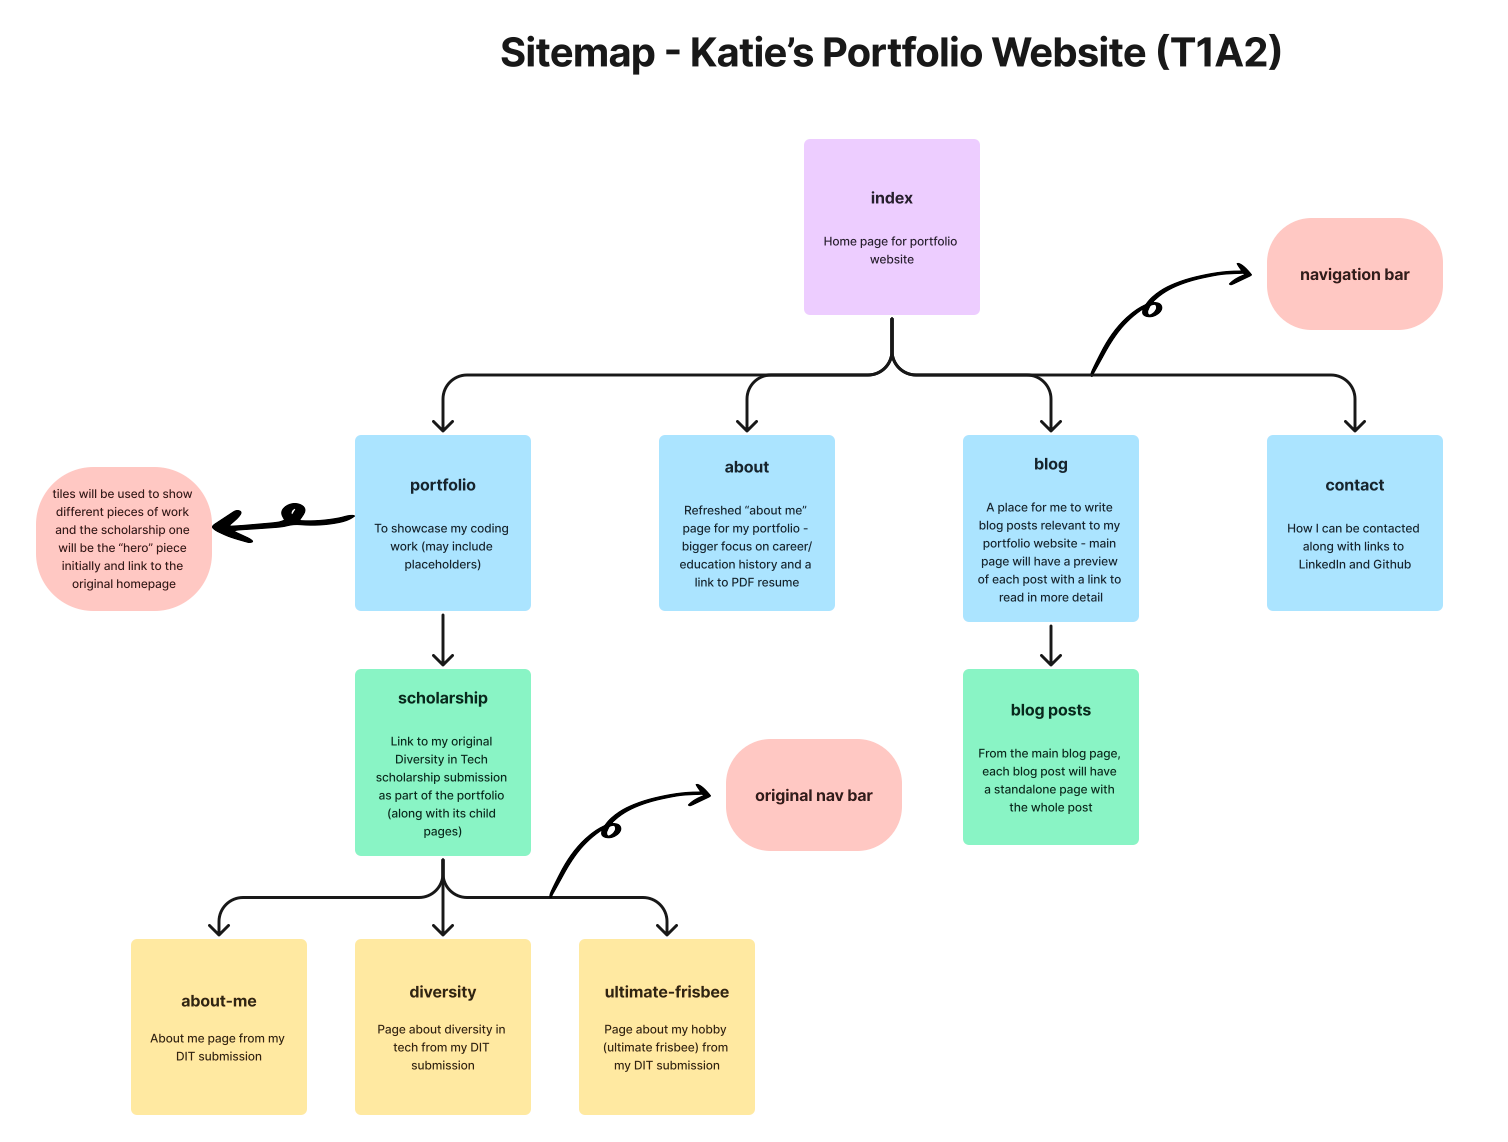 Sitemap - Katie’s Portfolio Website (T1A2)
index
Home page for portfolio
website
navigation bar
tiles will be used to show
different pieces of work
and the scholarship one
will be the “hero” piece
initially and link to the
original homepage
portfolio
To showcase my coding
work (may include
placeholders)
about
Refreshed “about me”
page for my portfolio -
bigger focus on career/
education history and a
link to PDF resume
blog
A place for me to write
blog posts relevant to my
portfolio website - main
page will have a preview
of each post with a link to
read in more detail
contact
How I can be contacted
along with links to
LinkedIn and Github
scholarship
Link to my original
Diversity in Tech
scholarship submission
as part of the portfolio
(along with its child
pages)
original nav bar
blog posts
From the main blog page,
each blog post will have
a standalone page with
the whole post
about-me
About me page from my
DIT submission
diversity
Page about diversity in
tech from my DIT
submission
ultimate-frisbee
Page about my hobby
(ultimate frisbee) from
my DIT submission